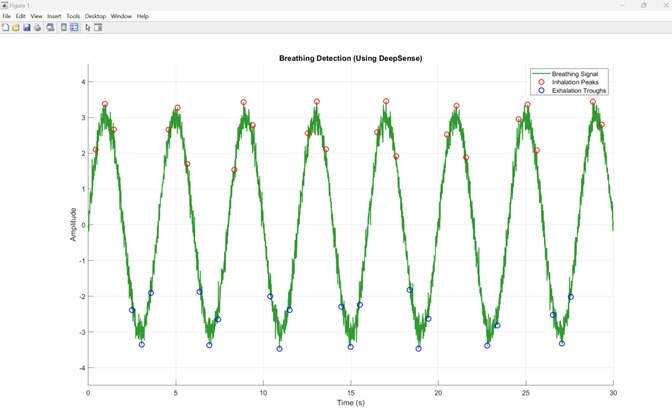 Figure 1
File Edit View Insert Tools Desktop Window Help
Breathing Detection (Using DeepSense)
Breathing Signal
Inhalation Peaks
Exhalation Troughs
4
3
2
1
0
-1
-2
-3
-4
Amplitude
0 5 10 15 20 25 30
Time (s)